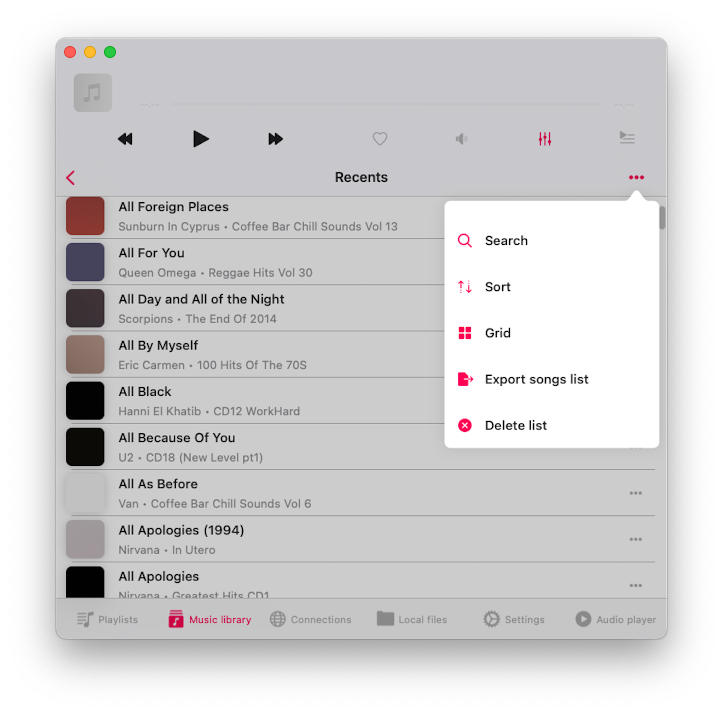 --:-- --:--
Recents
All Foreign Places
Sunburn In Cyprus • Coffee Bar Chill Sounds Vol 13
All For You
Queen Omega • Reggae Hits Vol 30
All Day and All of the Night
Scorpions • The End Of 2014
All By Myself
Eric Carmen • 100 Hits Of The 70S
All Black
Hanni El Khatib • CD12 WorkHard
All Because Of You
U2 • CD18 (New Level pt1)
All As Before
Van • Coffee Bar Chill Sounds Vol 6
All Apologies (1994)
Nirvana • In Utero
All Apologies
Nirvana • Greatest Hits CD1
Search
Sort
Grid
Export songs list
Delete list
Playlists
Music library
Connections
Local files
Settings
Audio player